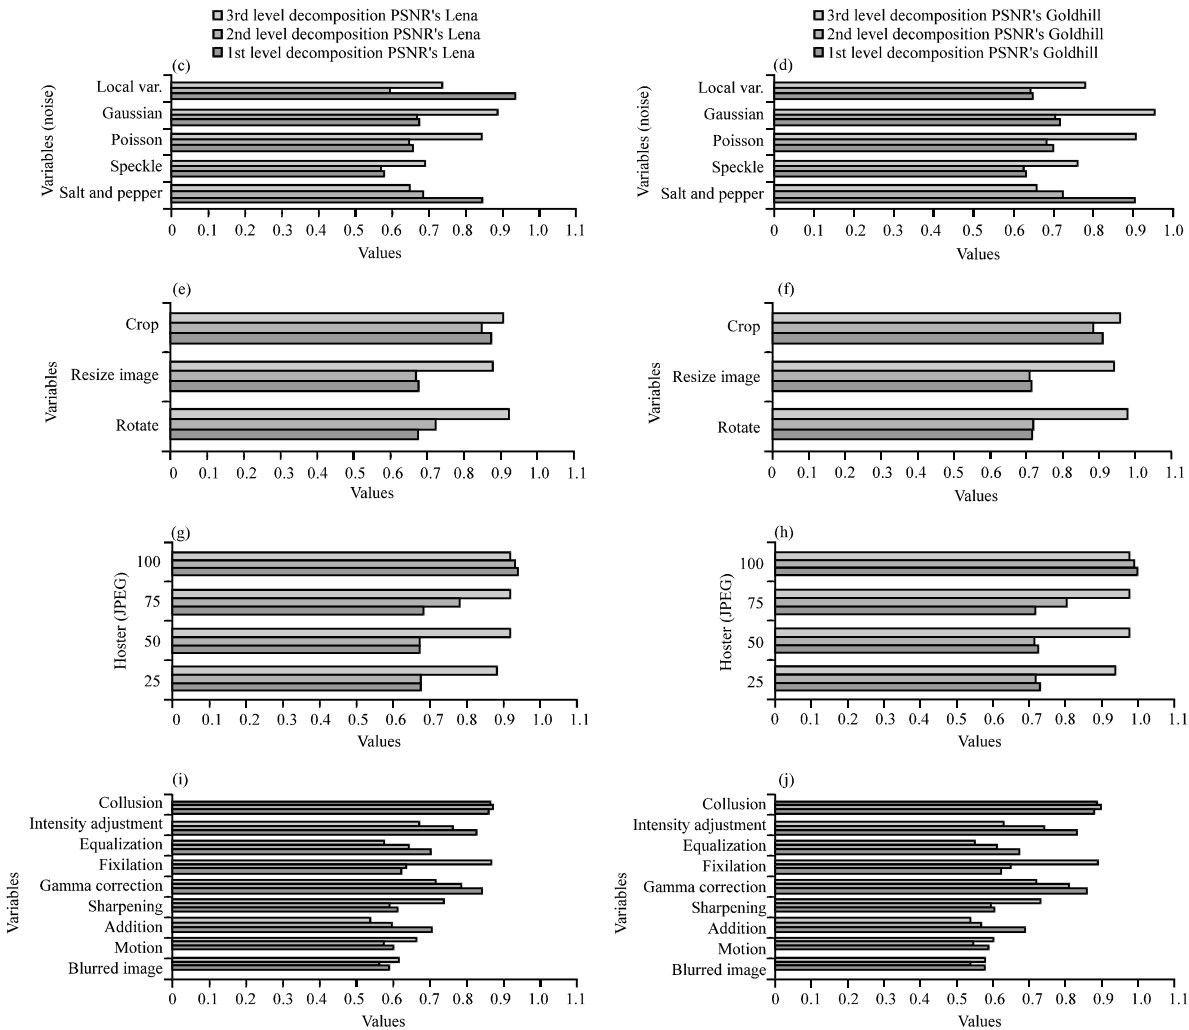 3rd level decomposition PSNR's Lena
2nd level decomposition PSNR's Lena
1st level decomposition PSNR's Lena
(c)
Variables (noise)
Local var.
Gaussian
Poisson
Speckle
Salt and pepper
0 0.1 0.2 0.3 0.4 0.5 0.6 0.7 0.8 0.9 1.0 1.1
Values
3rd level decomposition PSNR's Goldhill
2nd level decomposition PSNR's Goldhill
1st level decomposition PSNR's Goldhill
(d)
Variables (noise)
Local var.
Gaussian
Poisson
Speckle
Salt and pepper
0 0.1 0.2 0.3 0.4 0.5 0.6 0.7 0.8 0.9 1.0
Values
(e)
Variables
Crop
Resize image
Rotate
0 0.1 0.2 0.3 0.4 0.5 0.6 0.7 0.8 0.9 1.0 1.1
Values
(f)
Variables
Crop
Resize image
Rotate
0 0.1 0.2 0.3 0.4 0.5 0.6 0.7 0.8 0.9 1.0 1.1
Values
(g)
Hoster (JPEG)
100
75
50
25
0 0.1 0.2 0.3 0.4 0.5 0.6 0.7 0.8 0.9 1.0 1.1
Values
(h)
Hoster (JPEG)
100
75
50
25
0 0.1 0.2 0.3 0.4 0.5 0.6 0.7 0.8 0.9 1.0 1.1
Values
(i)
Variables
Collusion
Intensity adjustment
Equalization
Fixilation
Gamma correction
Sharpening
Addition
Motion
Blurred image
0 0.1 0.2 0.3 0.4 0.5 0.6 0.7 0.8 0.9 1.0 1.1
Values
(j)
Variables
Collusion
Intensity adjustment
Equalization
Fixilation
Gamma correction
Sharpening
Addition
Motion
Blurred image
0 0.1 0.2 0.3 0.4 0.5 0.6 0.7 0.8 0.9 1.0 1.1
Values